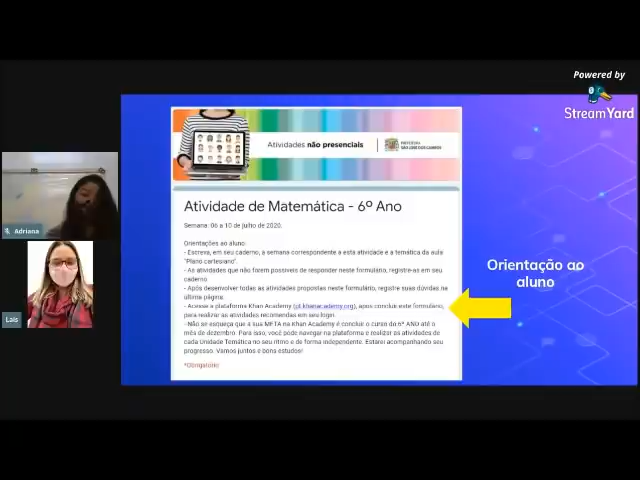 Powered by
StreamYard
Atividades não presenciais
PREFEITURA
SÃO JOSÉ DOS CAMPOS
Atividade de Matemática - 6º Ano
Semana: 06 a 10 de julho de 2020.
Orientações ao aluno
- Escreva, em seu caderno, a semana correspondente a esta atividade e a temática da aula
"Plano cartesiano".
- As atividades que não farem possíveis de responder neste formulário, registre-as em seu
caderno
- Após desenvolver todas as atividades propostas neste formulário, registre suas dúvidas na
última página.
- Acesse a plataforma Khan Academy (pt.khanacademy.org), após concluir este formulário,
para realizar as atividades recomendas em seu login.
- Não se esqueça que a sua META na Khan Academy é concluir o curso do 6º ANO até o
mês de dezembro. Para isso, você pode navegar na plataforma e realizar as atividades de
cada Unidade Temática no seu ritmo e de forma independente. Estarei acompanhando seu
progresso. Vamos juntos e bons estudos!
*Obrigatório
Orientação ao
aluno
Adriana
Lais